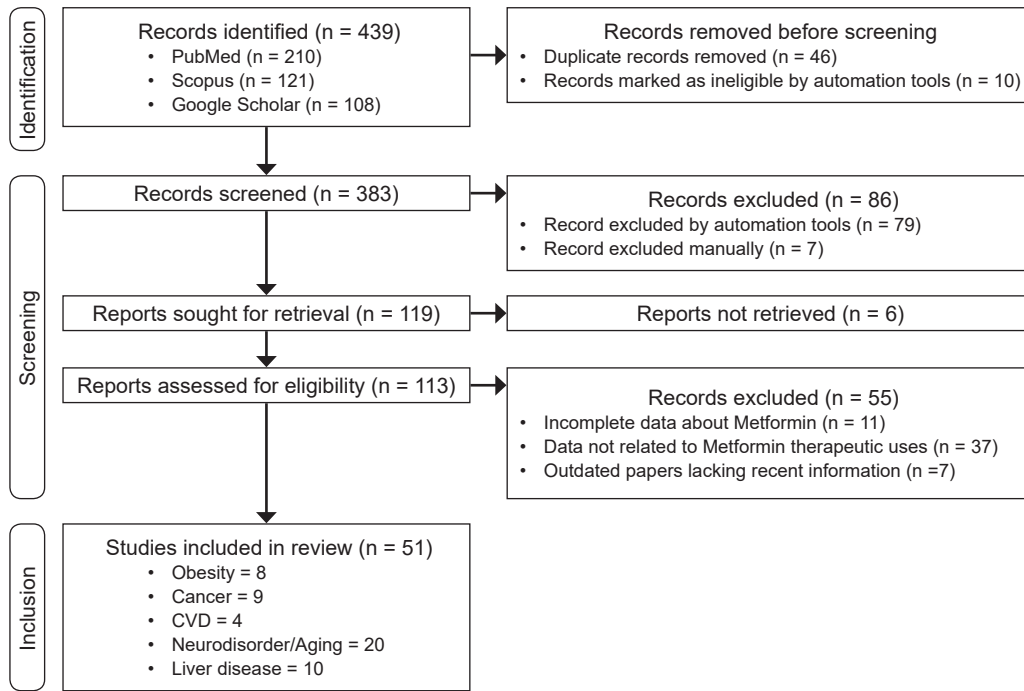 Identification
Records identified (n = 439)
• PubMed (n = 210)
• Scopus (n = 121)
• Google Scholar (n = 108)
Records removed before screening
• Duplicate records removed (n = 46)
• Records marked as ineligible by automation tools (n = 10)
Screening
Records screened (n = 383)
Records excluded (n = 86)
• Record excluded by automation tools (n = 79)
• Record excluded manually (n = 7)
Reports sought for retrieval (n = 119)
Reports not retrieved (n = 6)
Reports assessed for eligibility (n = 113)
Records excluded (n = 55)
• Incomplete data about Metformin (n = 11)
• Data not related to Metformin therapeutic uses (n = 37)
• Outdated papers lacking recent information (n =7)
Inclusion
Studies included in review (n = 51)
• Obesity = 8
• Cancer = 9
• CVD = 4
• Neurodisorder/Aging = 20
• Liver disease = 10